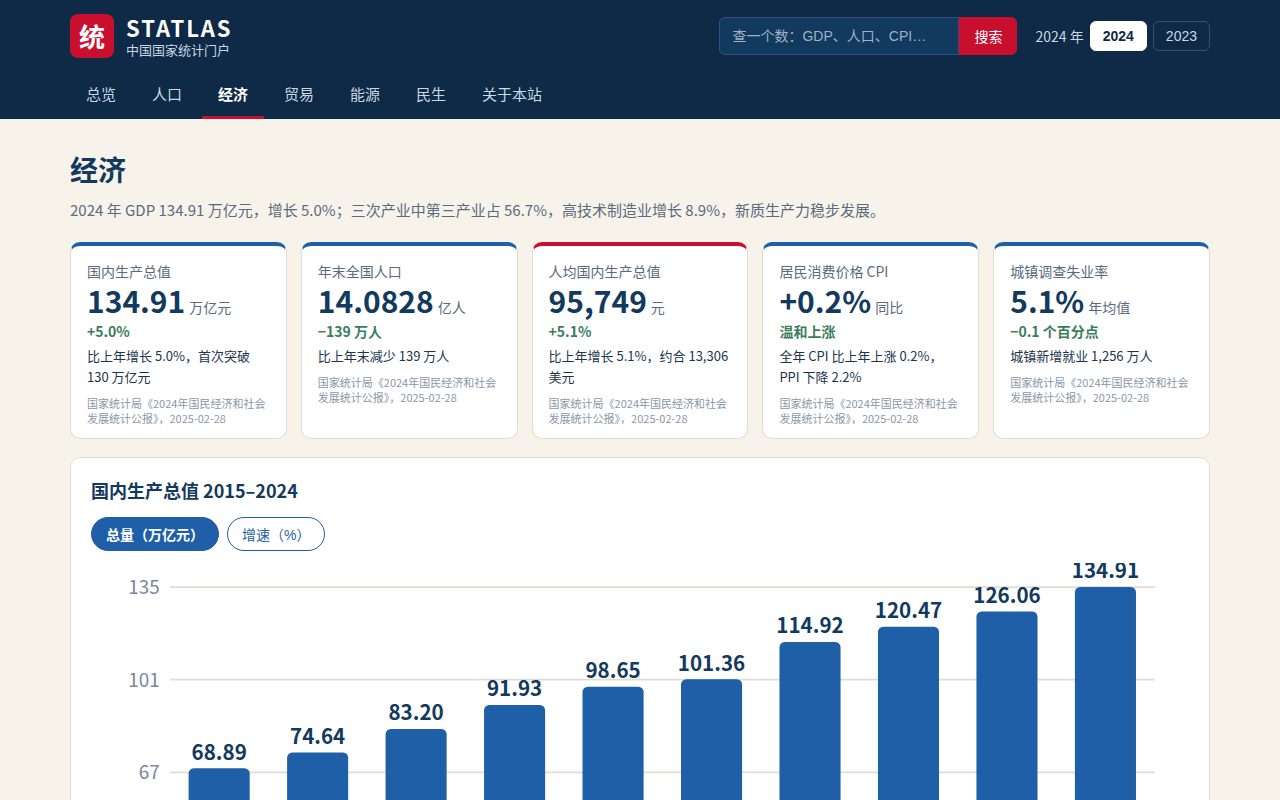 统
STATLAS
中国国家统计门户
查一个数：GDP、人口、CPI…
搜索
2024 年
2024
2023
总览
人口
经济
贸易
能源
民生
关于本站
经济
2024 年 GDP 134.91 万亿元，增长 5.0%；三次产业中第三产业占 56.7%，高技术制造业增长 8.9%，新质生产力稳步发展。
国内生产总值
134.91 万亿元
+5.0%
比上年增长 5.0%，首次突破
130 万亿元
国家统计局《2024年国民经济和社会
发展统计公报》，2025-02-28
年末全国人口
14.0828 亿人
−139 万人
比上年末减少 139 万人
国家统计局《2024年国民经济和社会
发展统计公报》，2025-02-28
人均国内生产总值
95,749 元
+5.1%
比上年增长 5.1%，约合 13,306
美元
国家统计局《2024年国民经济和社会
发展统计公报》，2025-02-28
居民消费价格 CPI
+0.2% 同比
温和上涨
全年 CPI 比上年上涨 0.2%，
PPI 下降 2.2%
国家统计局《2024年国民经济和社会
发展统计公报》，2025-02-28
城镇调查失业率
5.1% 年均值
−0.1 个百分点
城镇新增就业 1,256 万人
国家统计局《2024年国民经济和社会
发展统计公报》，2025-02-28
国内生产总值 2015–2024
总量（万亿元）
增速（%）
135
101
67
68.89
74.64
83.20
91.93
98.65
101.36
114.92
120.47
126.06
134.91